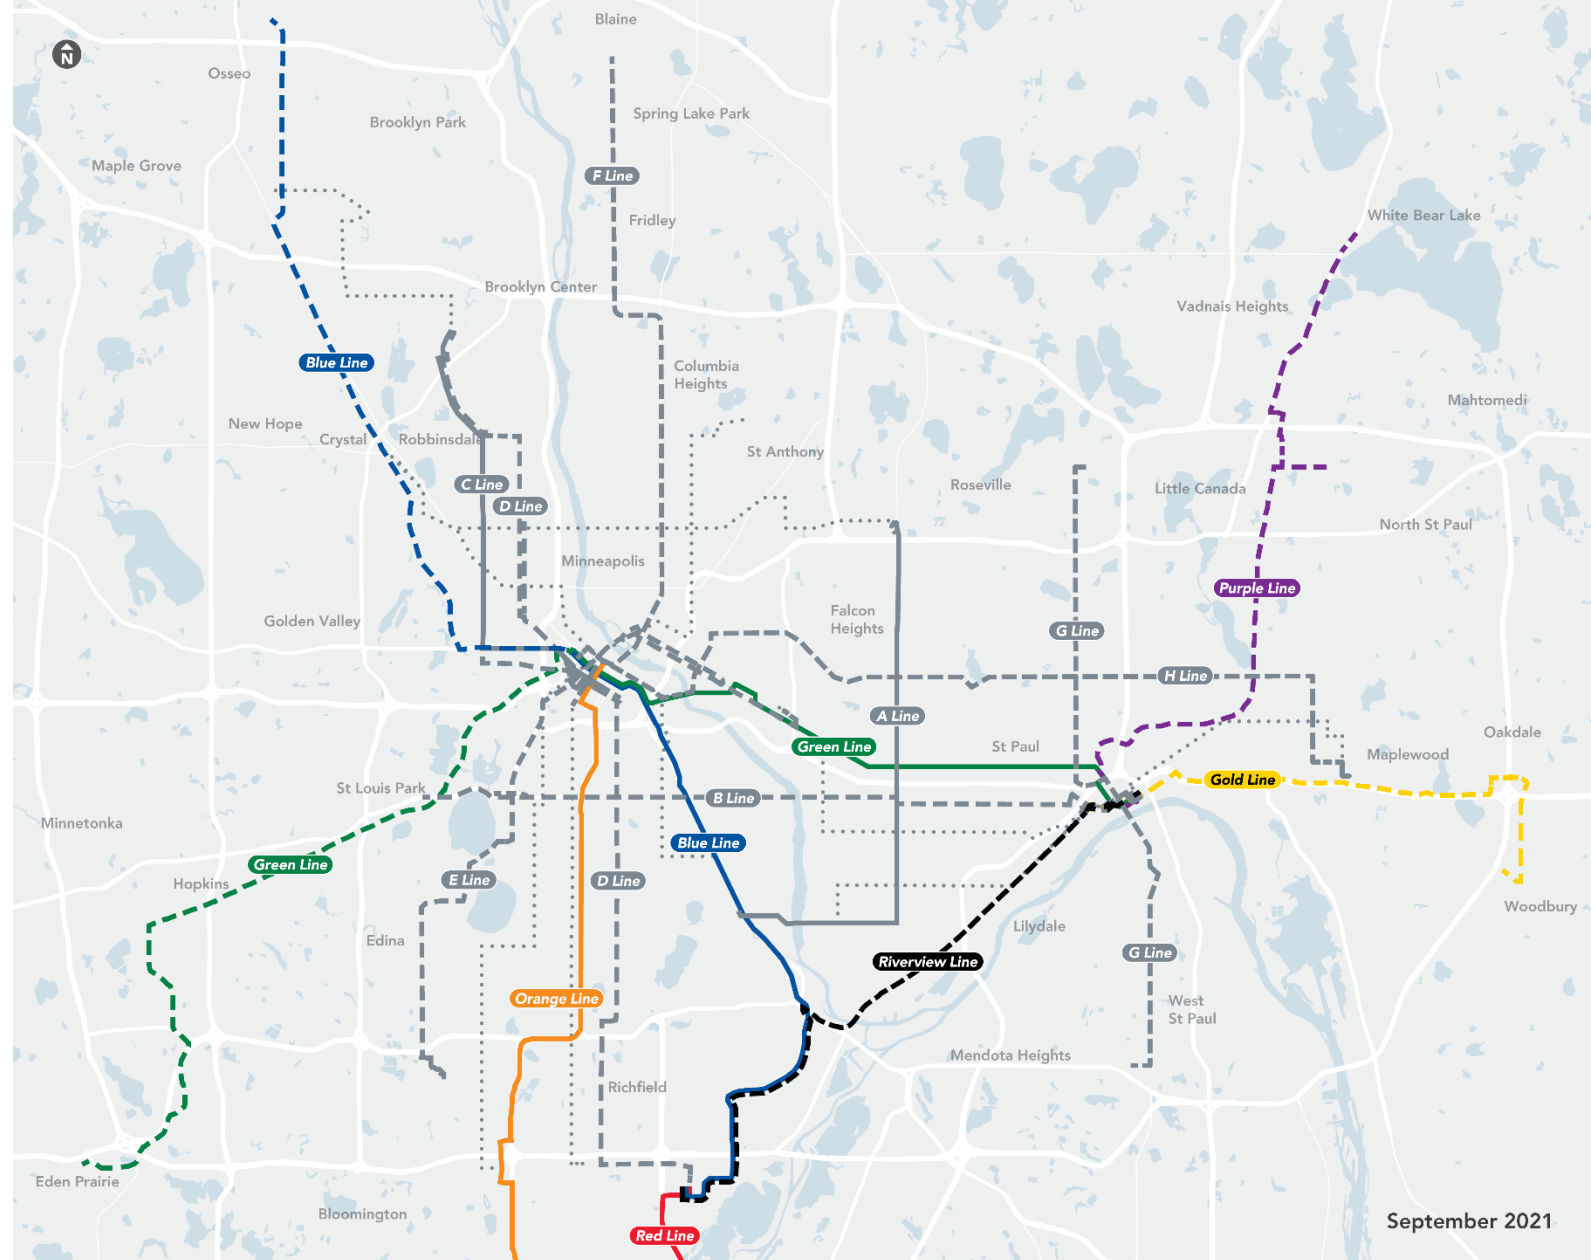 Blaine
N
Osseo
Spring Lake Park
Brooklyn Park
Maple Grove
F Line
White Bear Lake
Fridley
Brooklyn Center
Vadnais Heights
Blue Line
Columbia
Heights
Mahtomedi
New Hope
Crystal
Robbinsdale
St Anthony
C Line
Roseville
Little Canada
D Line
North St Paul
Minneapolis
Purple Line
Golden Valley
Falcon
Heights
G Line
H Line
A Line
Green Line
St Paul
Oakdale
Maplewood
Gold Line
St Louis Park
B Line
Minnetonka
Blue Line
Green Line
Hopkins
E Line
D Line
Woodbury
Lilydale
Edina
G Line
Riverview Line
Orange Line
West
St Paul
Mendota Heights
Richfield
Eden Prairie
Bloomington
September 2021
Red Line